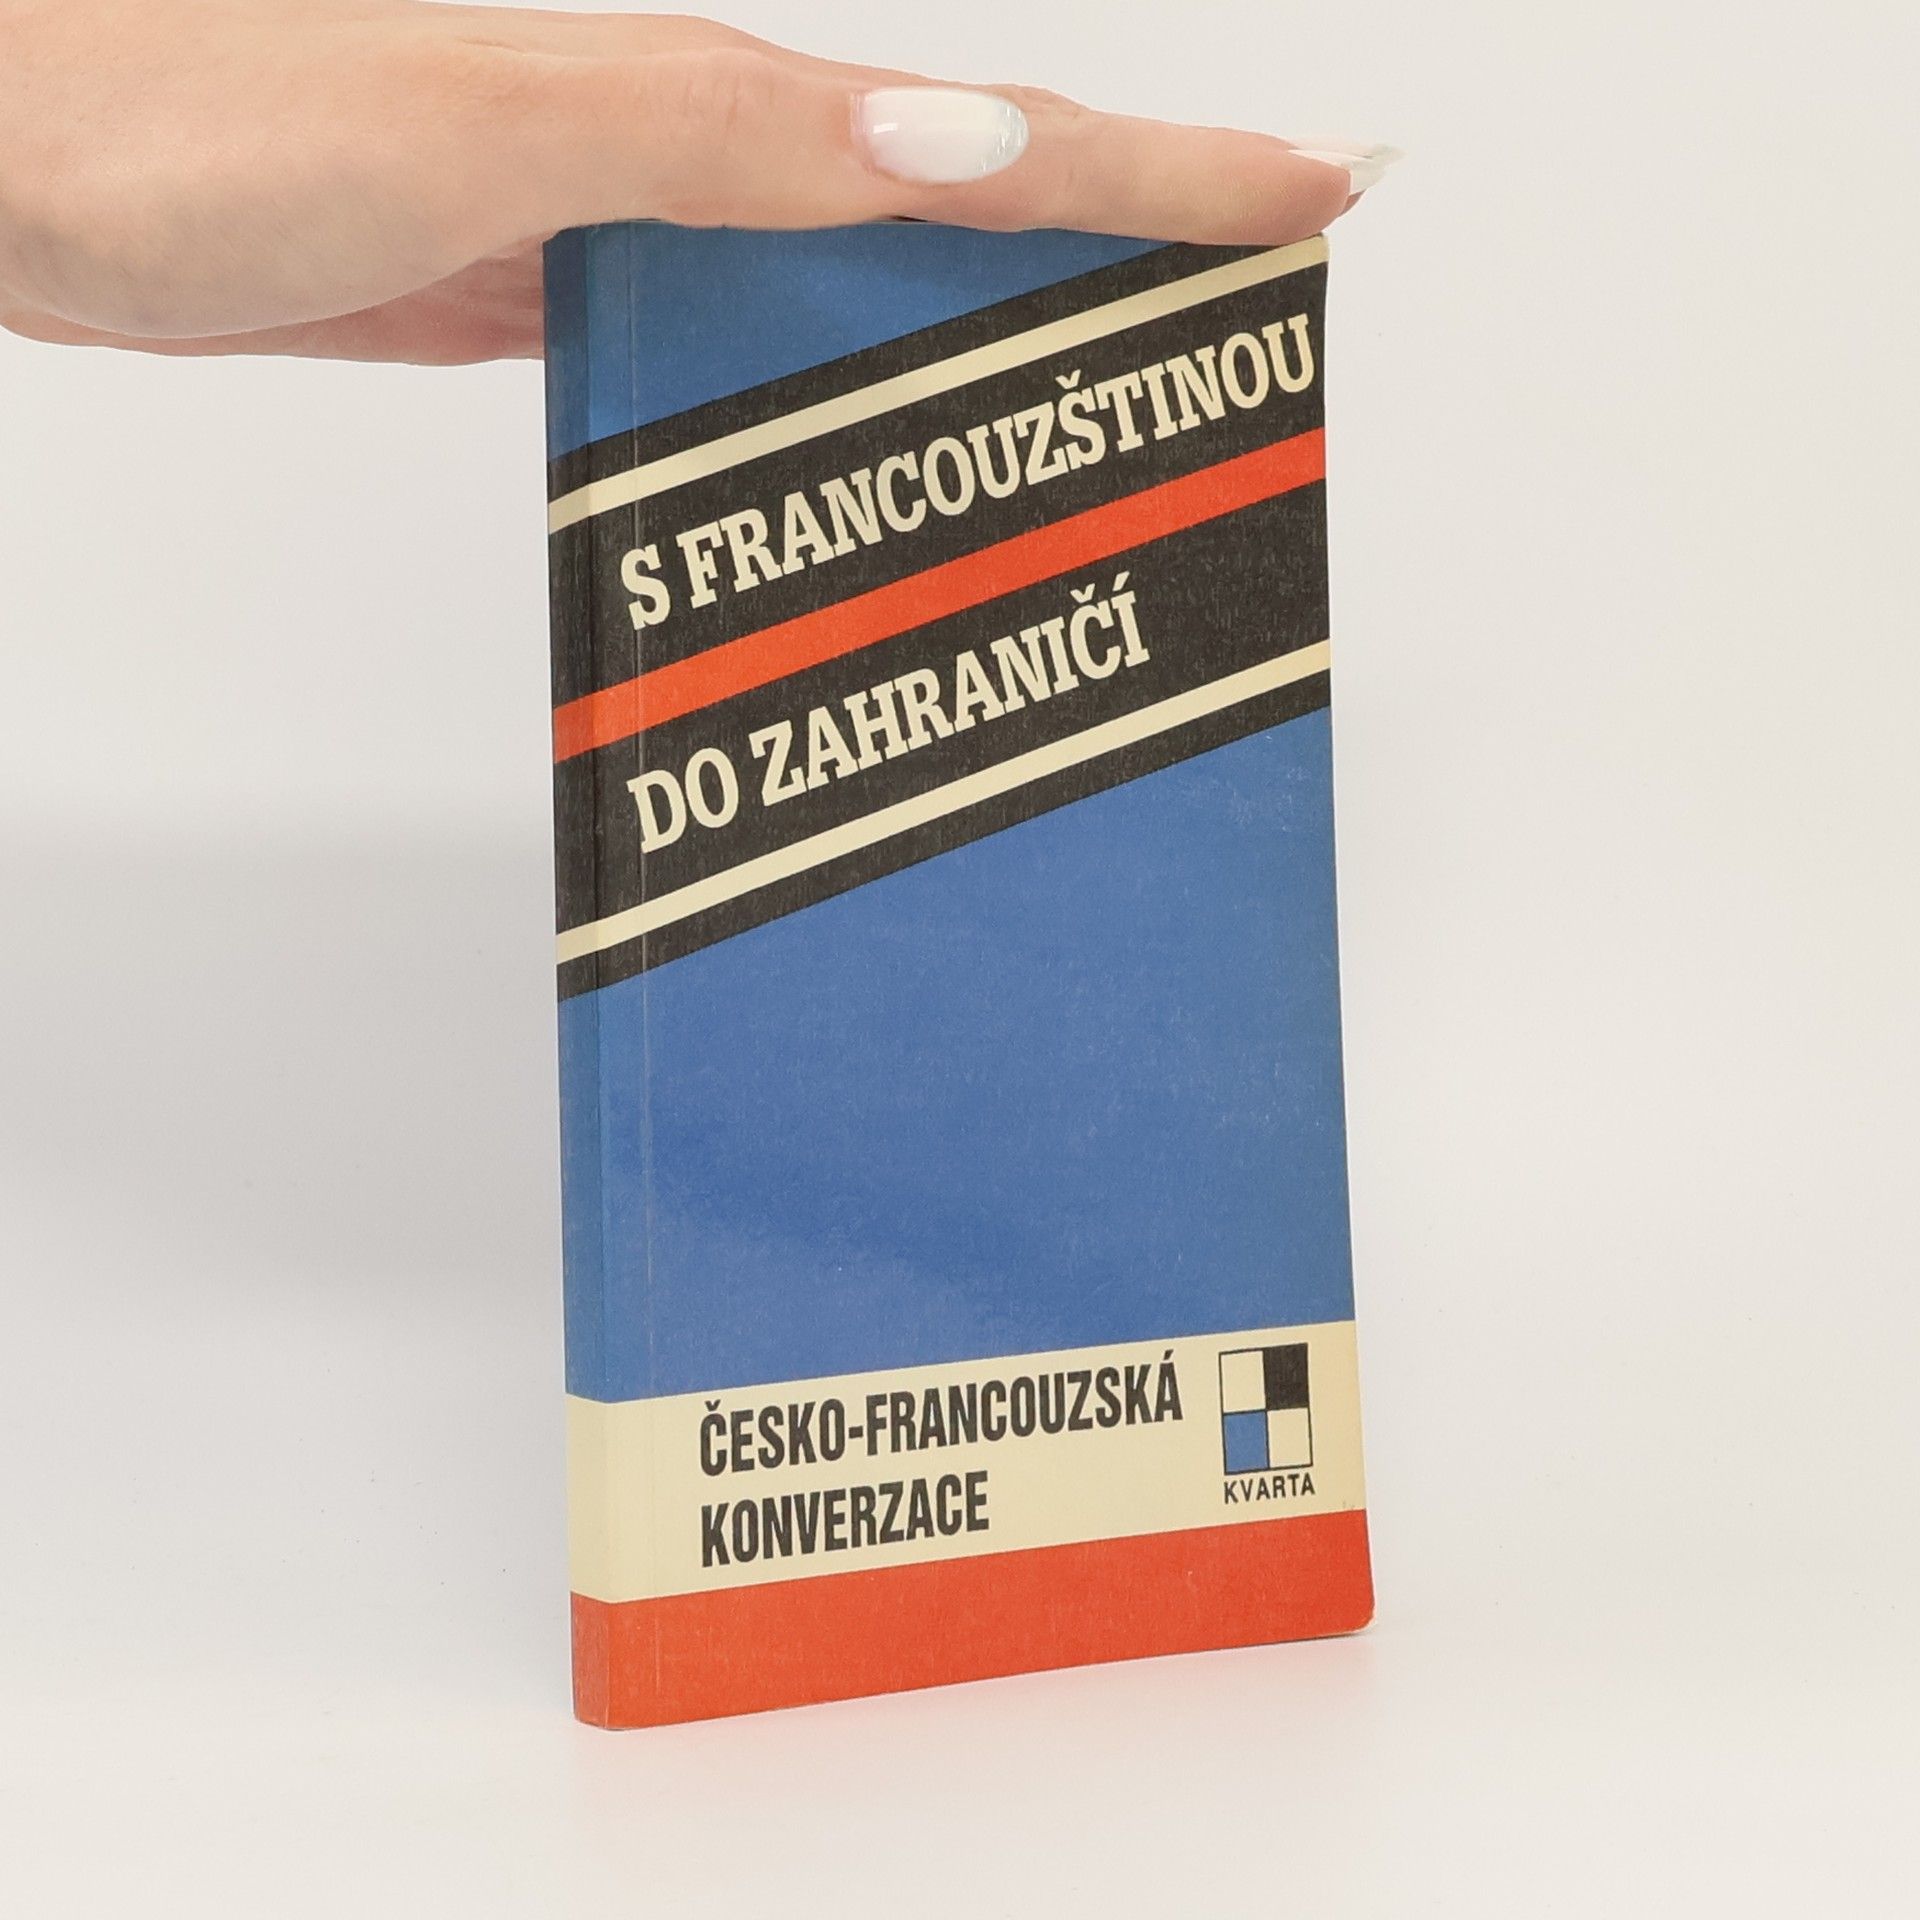 S FRANCOUZŠTINOU
DO ZAHRANIČÍ
ČESKO-FRANCOUZSKÁ
KONVERZACE
KVARTA